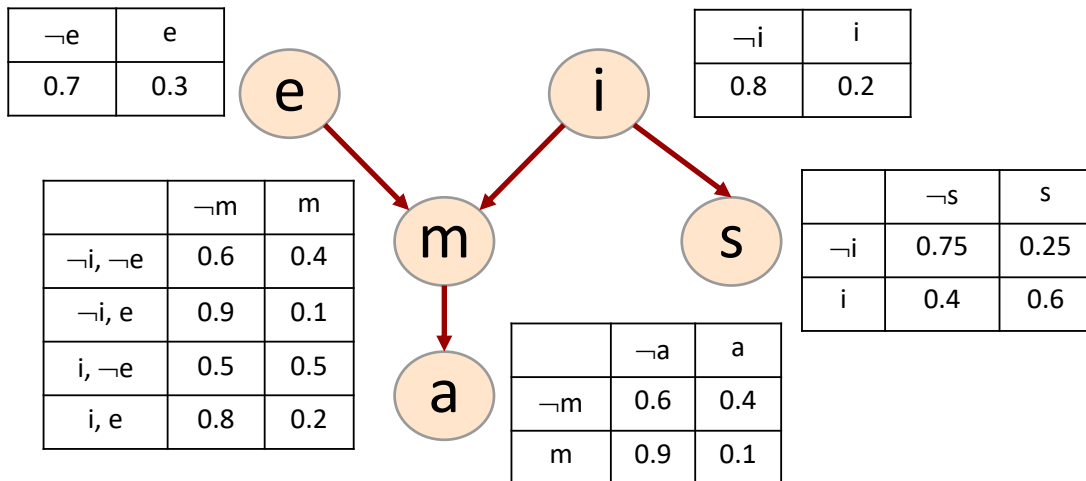 ¬e e
0.7 0.3
e
i
¬i i
0.8 0.2
¬m m
¬i, ¬e 0.6 0.4
¬i, e 0.9 0.1
i, ¬e 0.5 0.5
i, e 0.8 0.2
m
s
¬s s
¬i 0.75 0.25
i 0.4 0.6
a
¬a a
¬m 0.6 0.4
m 0.9 0.1